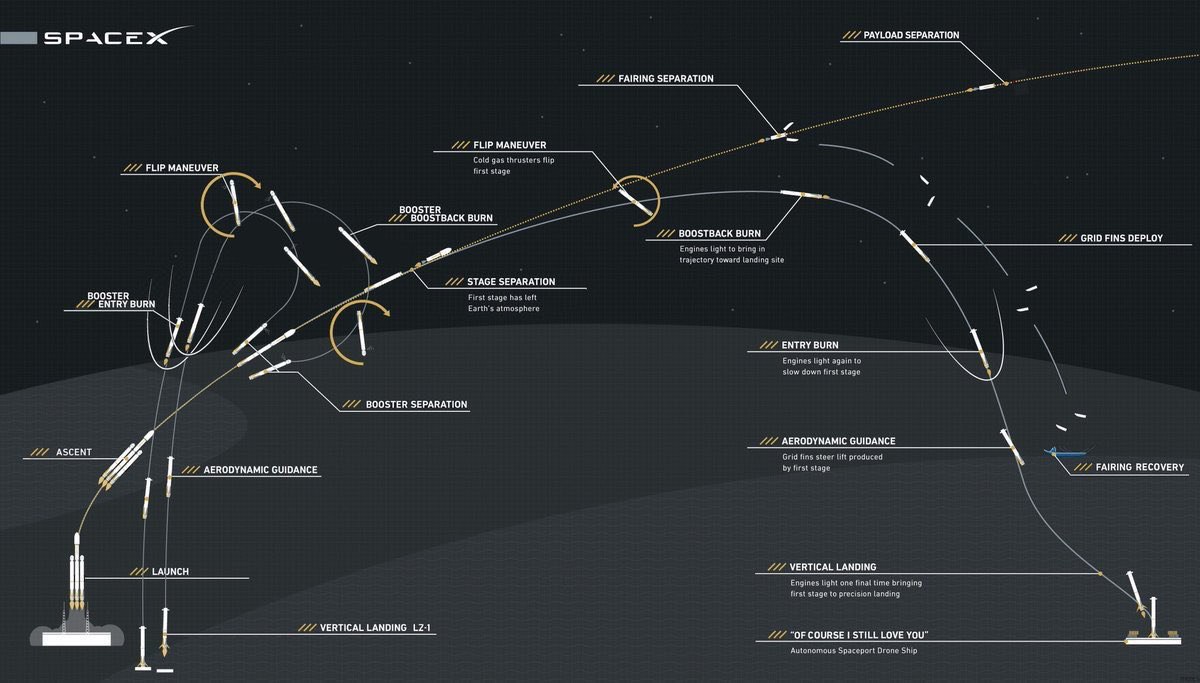 SPACEX
/// PAYLOAD SEPARATION
/// FAIRING SEPARATION
/// FLIP MANEUVER
Cold gas thrusters flip
first stage
/// FLIP MANEUVER
BOOSTER
/// BOOSTBACK BURN
/// BOOSTBACK BURN
Engines light to bring in
trajectory toward landing site
/// GRID FINS DEPLOY
/// STAGE SEPARATION
First stage has left
Earth's atmosphere
BOOSTER
/// ENTRY BURN
/// ENTRY BURN
Engines light again to
slow down first stage
/// BOOSTER SEPARATION
/// AERODYNAMIC GUIDANCE
Grid fins steer lift produced
by first stage
/// ASCENT
/// AERODYNAMIC GUIDANCE
/// FAIRING RECOVERY
/// LAUNCH
/// VERTICAL LANDING
Engines light one final time bringing
first stage to precision landing
/// VERTICAL LANDING LZ-1
/// "OF COURSE I STILL LOVE YOU"
Autonomous Spaceport Drone Ship